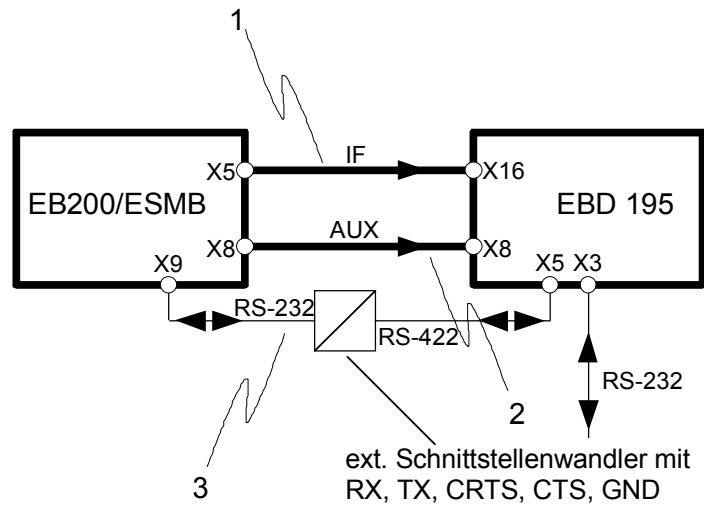 1
IF
X5
X16
EB200/ESMB
EBD 195
AUX
X8
X8
X9
X5
X3
RS-232
RS-422
RS-232
2
3
ext. Schnittstellenwandler mit
RX, TX, CRTS, CTS, GND